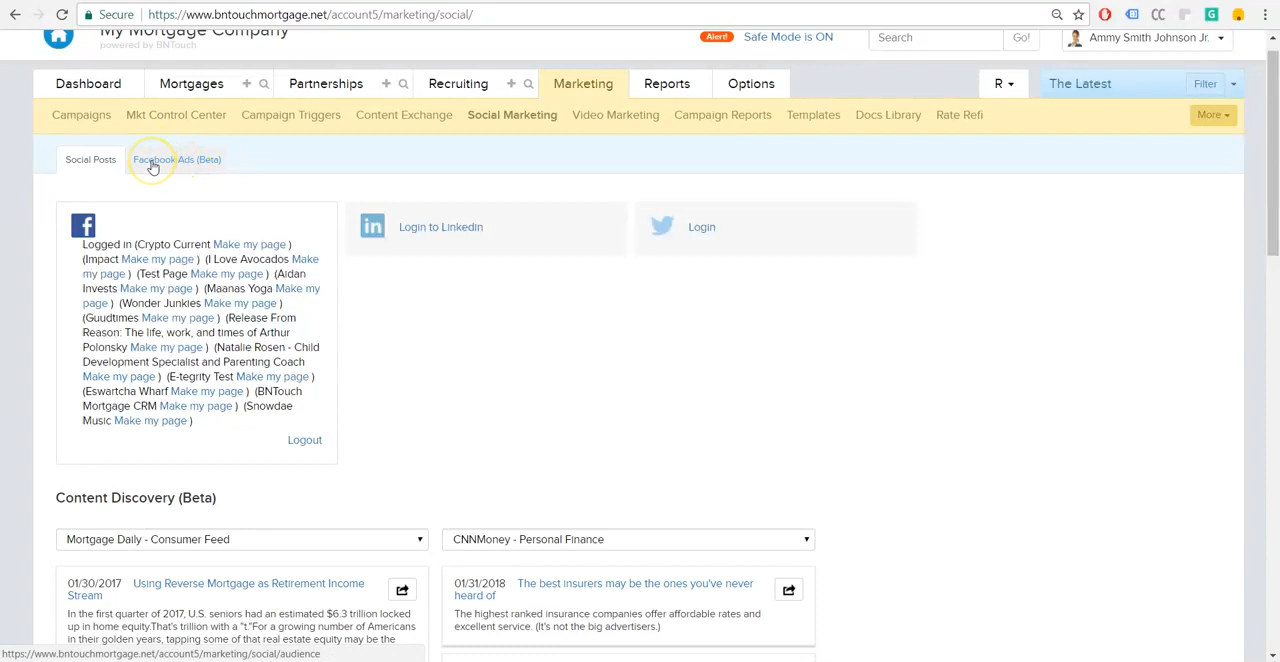 Secure https://www.bntouchmortgage.net/account5/marketing/social/
My Mortgage Company
powered by BNTouch
Alert! Safe Mode is ON
Search Go!
Ammy Smith Johnson Jr.
Dashboard Mortgages + Partnerships + Recruiting + Marketing Reports Options R The Latest Filter
Campaigns Mkt Control Center Campaign Triggers Content Exchange Social Marketing Video Marketing Campaign Reports Templates Docs Library Rate Refi More
Social Posts Facebook Ads (Beta)
Logged in (Crypto Current Make my page )
(Impact Make my page ) (I Love Avocados Make
my page ) (Test Page Make my page ) (Aidan
Invests Make my page ) (Maanas Yoga Make my
page ) (Wonder Junkies Make my page )
(Guudtimes Make my page ) (Release From
Reason: The life, work, and times of Arthur
Polonsky Make my page ) (Natalie Rosen - Child
Development Specialist and Parenting Coach
Make my page ) (E-tegrity Test Make my page )
(Eswartcha Wharf Make my page ) (BNTouch
Mortgage CRM Make my page ) (Snowdae
Music Make my page )
Logout
Login to Linkedin
Login
Content Discovery (Beta)
Mortgage Daily - Consumer Feed
CNNMoney - Personal Finance
01/30/2017 Using Reverse Mortgage as Retirement Income
Stream
In the first quarter of 2017, U.S. seniors had an estimated $6.3 trillion locked
up in home equity.That's trillion with a "t."For a growing number of Americans
in their golden years, tapping some of that real estate equity may be the
01/31/2018 The best insurers may be the ones you've never
heard of
The highest ranked insurance companies offer affordable rates and
excellent service. (It's not the big advertisers.)
https://www.bntouchmortgage.net/account5/marketing/social/audience